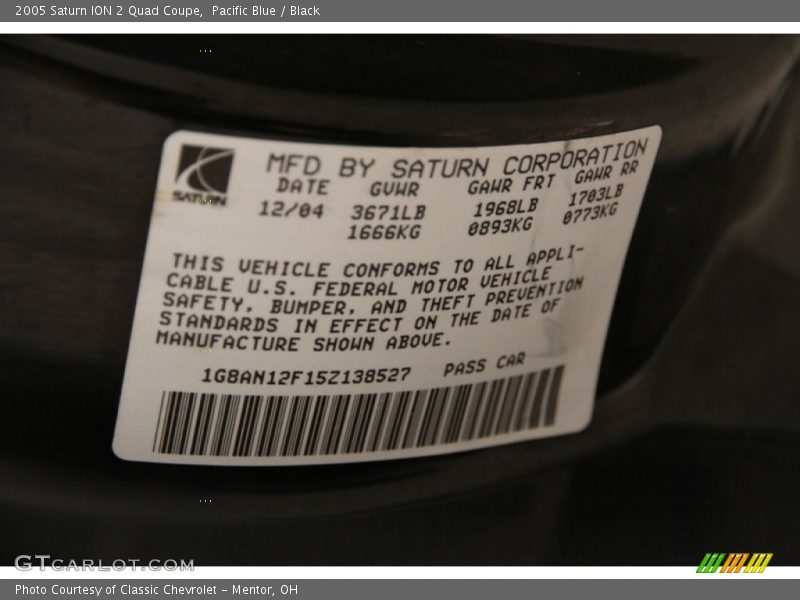 2005 Saturn ION 2 Quad Coupe, Pacific Blue / Black
SATURN
MFD BY SATURN CORPORATION
DATE GVWR GAWR FRT GAWR RR
12/04 3671LB 1968LB 1703LB
1666KG 0893KG 0773KG
THIS VEHICLE CONFORMS TO ALL APPLI-
CABLE U.S. FEDERAL MOTOR VEHICLE
SAFETY, BUMPER, AND THEFT PREVENTION
STANDARDS IN EFFECT ON THE DATE OF
MANUFACTURE SHOWN ABOVE.
1G8AN12F15Z138527 PASS CAR
GTCARLOT.COM
Photo Courtesy of Classic Chevrolet - Mentor, OH